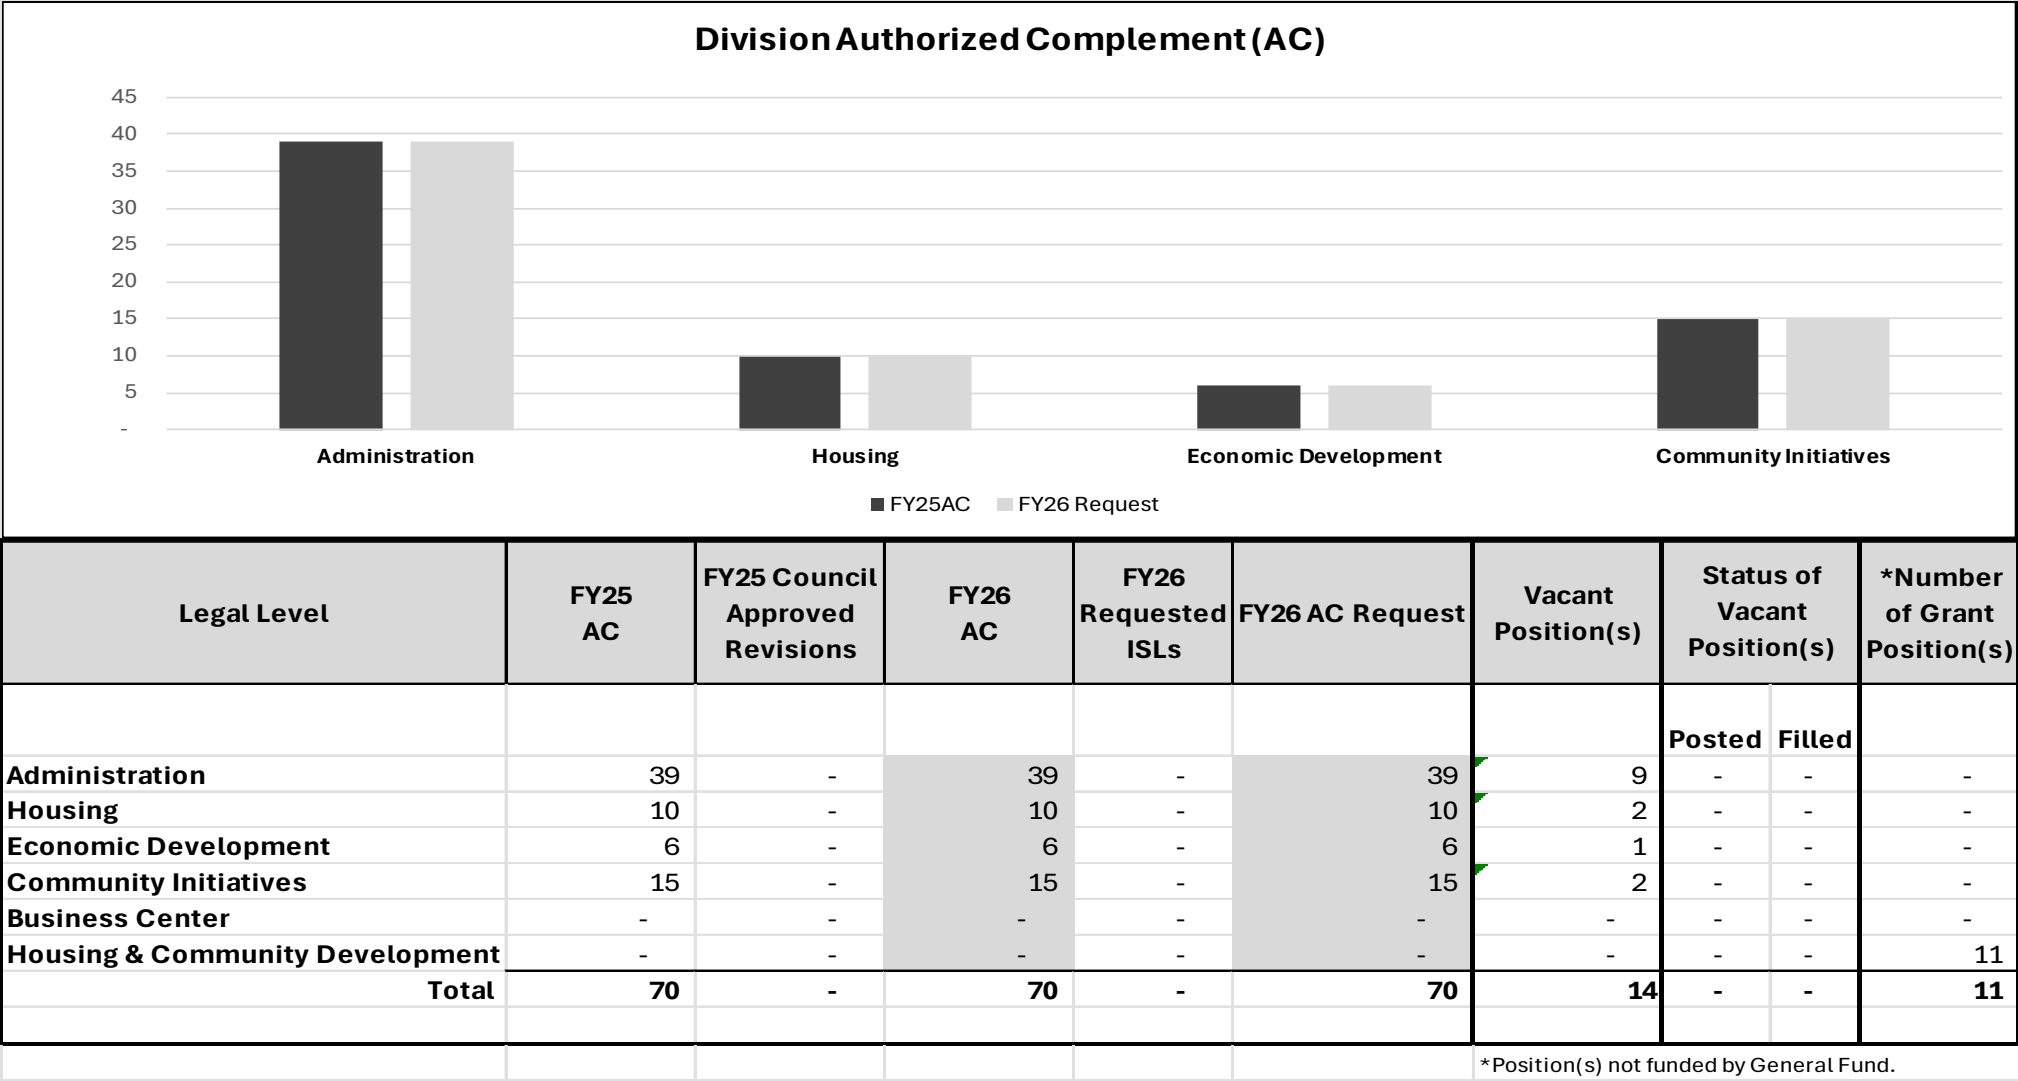 Division Authorized Complement (AC)
45
40
35
30
25
20
15
10
5
-
Administration Housing Economic Development Community Initiatives
FY25AC FY26 Request
Legal Level
FY25
AC
FY25 Council
Approved
Revisions
FY26
AC
FY26
Requested
ISLs
FY26 AC Request
Vacant
Position(s)
Status of
Vacant
Position(s)
*Number
of Grant
Position(s)
Posted Filled
Administration 39 - 39 - 39 9 - - -
Housing 10 - 10 - 10 2 - - -
Economic Development 6 - 6 - 6 1 - - -
Community Initiatives 15 - 15 - 15 2 - - -
Business Center - - - - - - - - -
Housing & Community Development - - - - - - - - 11
Total 70 - 70 - 70 14 - - 11
*Position(s) not funded by General Fund.